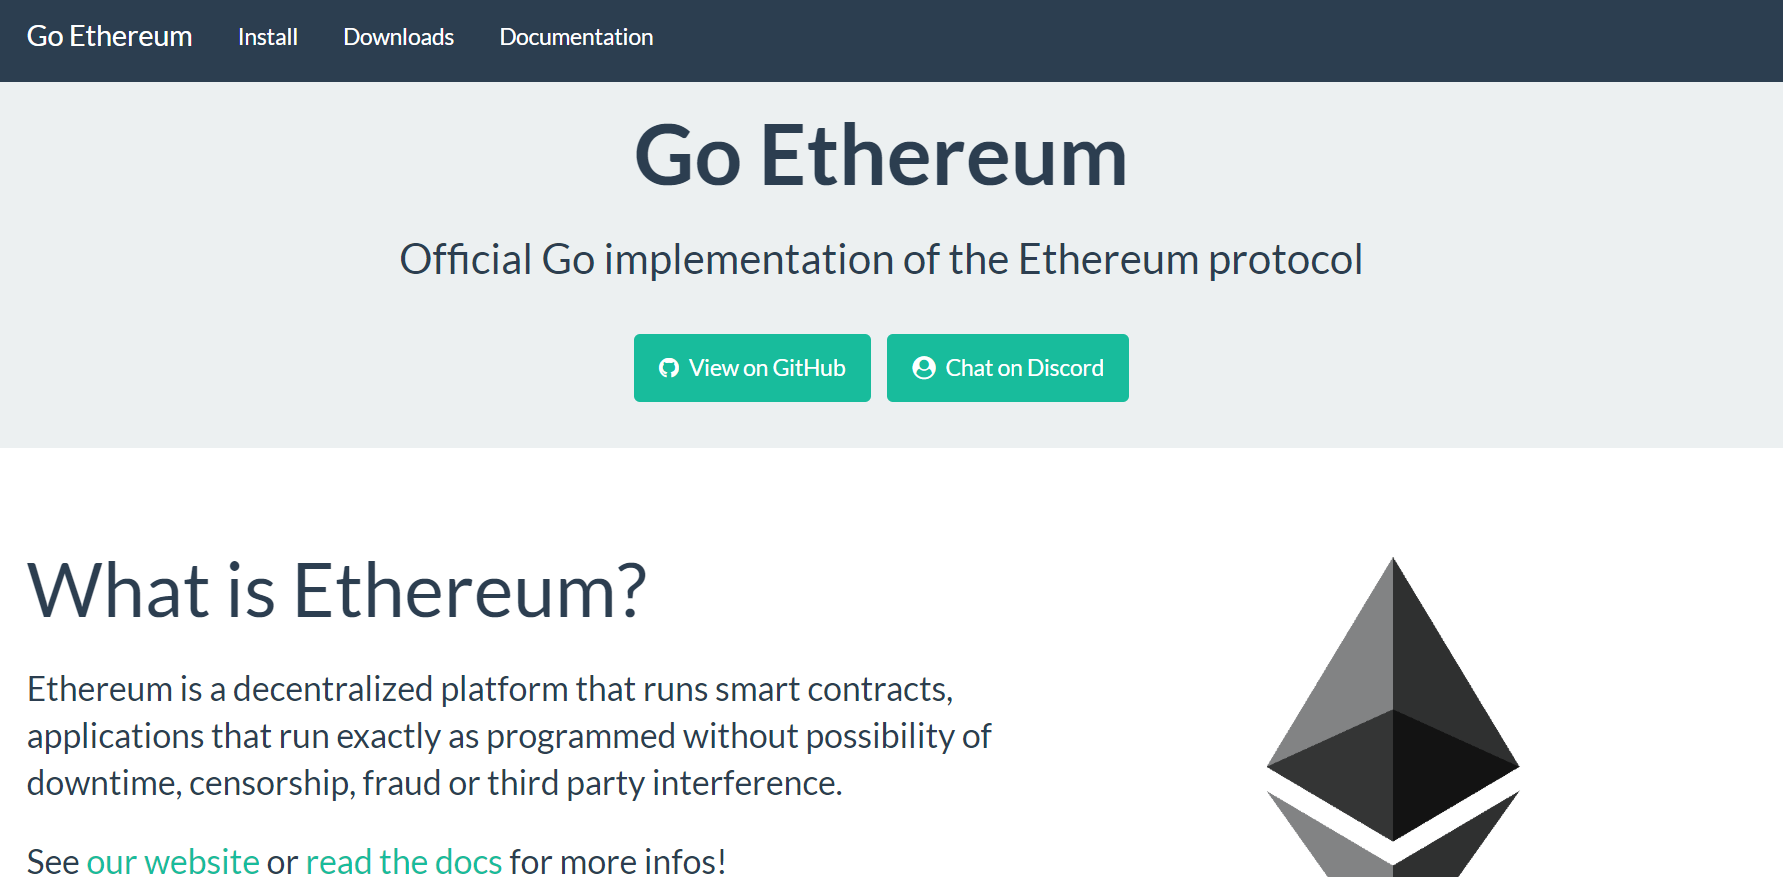 Go Ethereum Install Downloads Documentation
Go Ethereum
Official Go implementation of the Ethereum protocol
View on GitHub Chat on Discord
What is Ethereum?
Ethereum is a decentralized platform that runs smart contracts,
applications that run exactly as programmed without possibility of
downtime, censorship, fraud or third party interference.
See our website or read the docs for more infos!